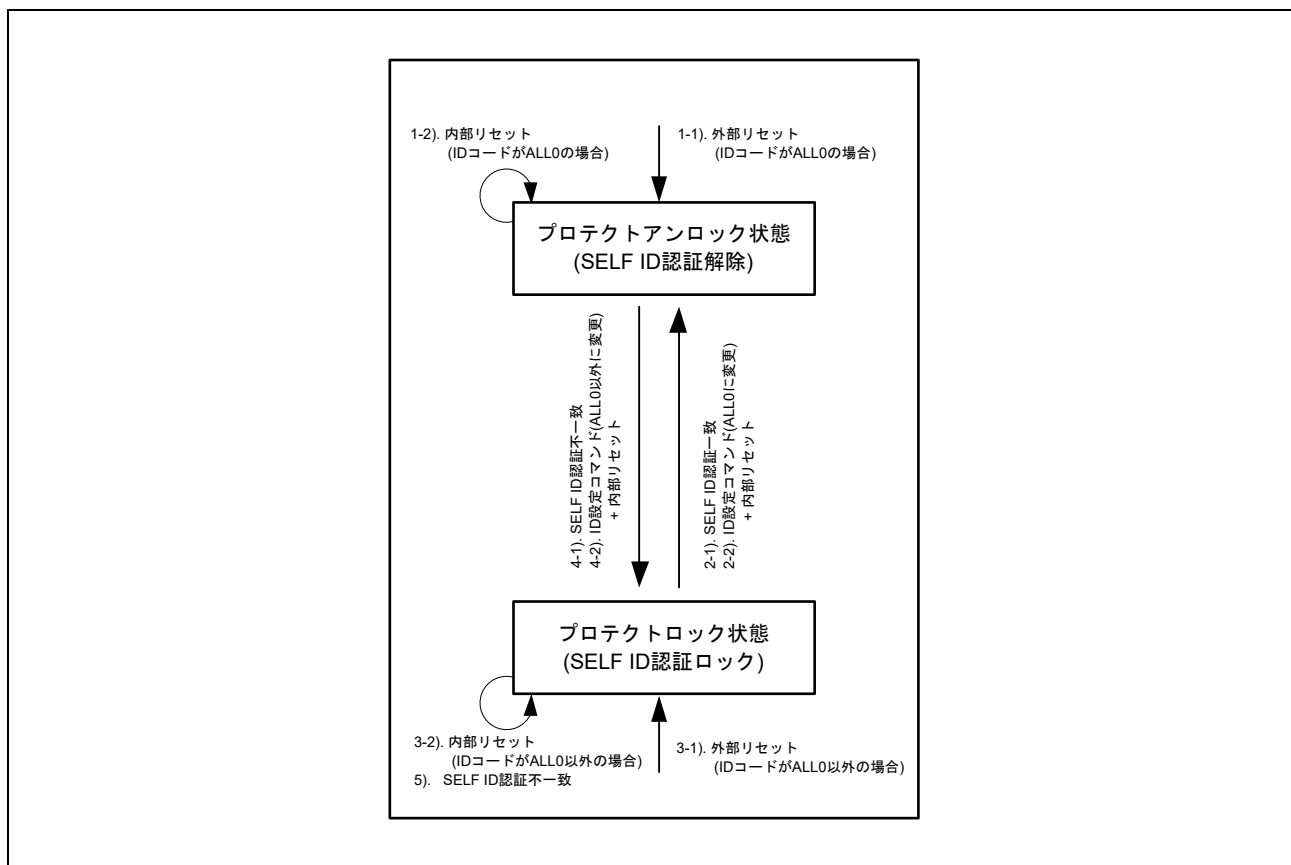 1-2). 内部リセット
(IDコードがALL0の場合)
1-1). 外部リセット
(IDコードがALL0の場合)
プロテクトアンロック状態
(SELF ID認証解除)
4-1). SELF ID認証不一致
4-2). ID設定コマンド(ALL0以外に変更)
+ 内部リセット
2-1). SELF ID認証一致
2-2). ID設定コマンド(ALL0に変更)
+ 内部リセット
プロテクトロック状態
(SELF ID認証ロック)
3-2). 内部リセット
(IDコードがALL0以外の場合)
5). SELF ID認証不一致
3-1). 外部リセット
(IDコードがALL0以外の場合)